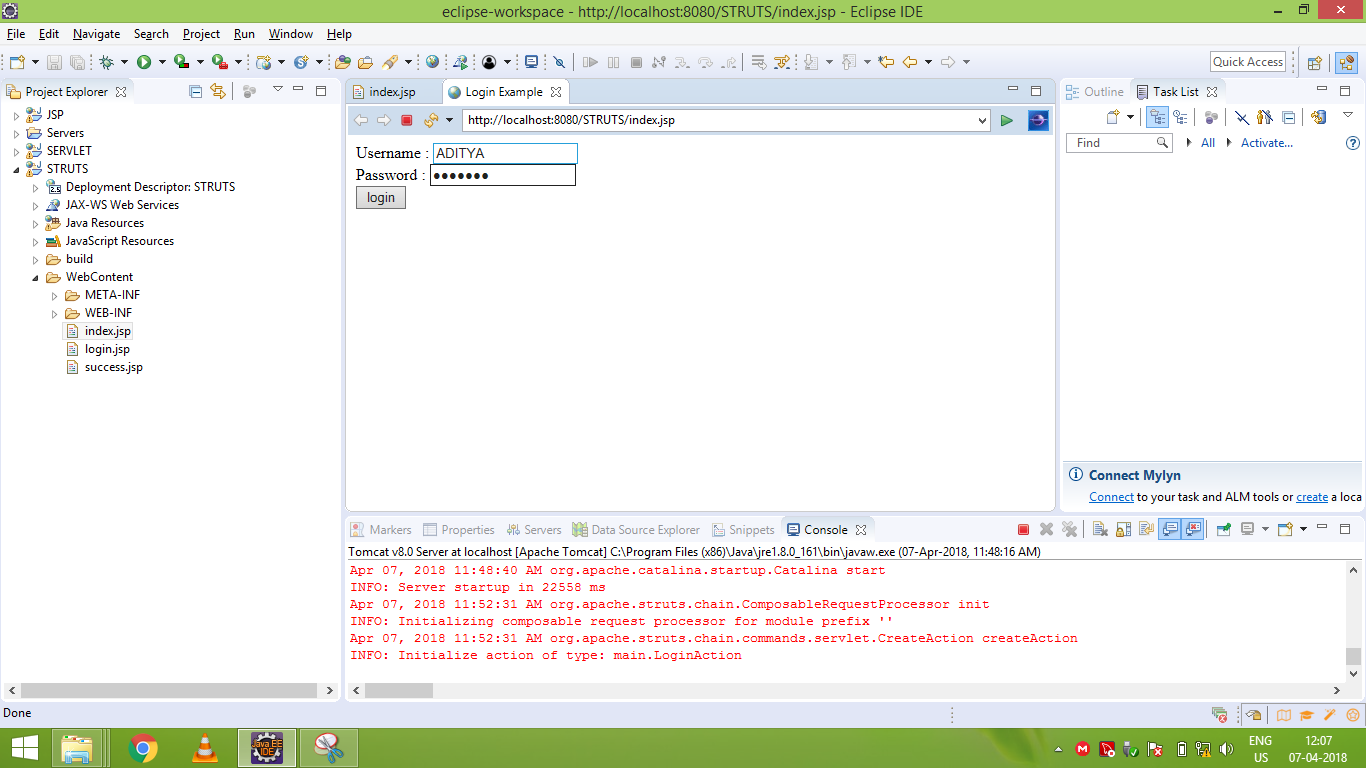 eclipse-workspace - http://localhost:8080/STRUTS/index.jsp - Eclipse IDE
File Edit Navigate Search Project Run Window Help
Quick Access
Project Explorer
JSP
Servers
SERVLET
STRUTS
Deployment Descriptor: STRUTS
JAX-WS Web Services
Java Resources
JavaScript Resources
build
WebContent
META-INF
WEB-INF
index.jsp
login.jsp
success.jsp
index.jsp Login Example
http://localhost:8080/STRUTS/index.jsp
Username : ADITYA
Password : ●●●●●●●
login
Outline Task List
Find All Activate...
Connect Mylyn
Connect to your task and ALM tools or create a loca
Markers Properties Servers Data Source Explorer Snippets Console
Tomcat v8.0 Server at localhost [Apache Tomcat] C:\Program Files (x86)\Java\jre1.8.0_161\bin\javaw.exe (07-Apr-2018, 11:48:16 AM)
Apr 07, 2018 11:48:40 AM org.apache.catalina.startup.Catalina start
INFO: Server startup in 22558 ms
Apr 07, 2018 11:52:31 AM org.apache.struts.chain.ComposableRequestProcessor init
INFO: Initializing composable request processor for module prefix ''
Apr 07, 2018 11:52:31 AM org.apache.struts.chain.commands.servlet.CreateAction createAction
INFO: Initialize action of type: main.LoginAction
Done
Java EE
IDE
ENG
US
12:07
07-04-2018